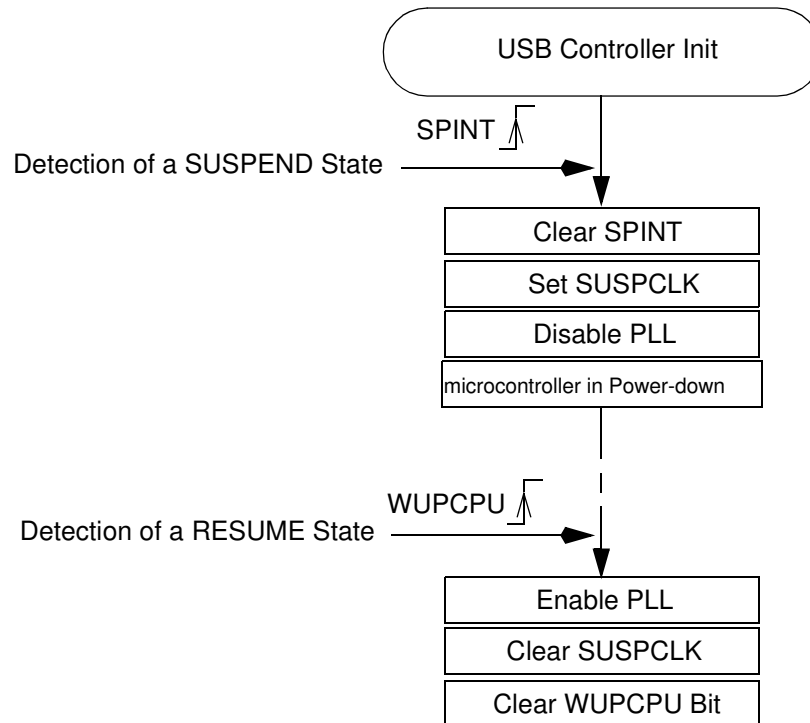 USB Controller Init
SPINT
Detection of a SUSPEND State
Clear SPINT
Set SUSPCLK
Disable PLL
microcontroller in Power-down
WUPCPU
Detection of a RESUME State
Enable PLL
Clear SUSPCLK
Clear WUPCPU Bit